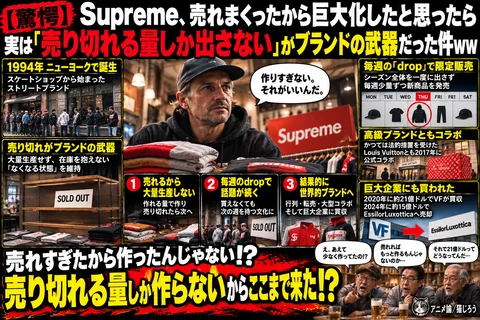 【驚愕】Supreme、売れまくったから巨大化したと思ったら
実は「売り切れる量しか出さない」がブランドの武器だった件ww
1994年 ニューヨークで誕生
スケートショップから始まった
ストリートブランド
売り切れがブランドの武器
大量生産せず、在庫を抱えない
「なくなる状態」を維持
SOLD OUT
作りすぎない。
それがいいんだ。
Supreme
1 売れるから
大量生産しない
作れる量で作り
売り切れたら次へ
2 毎週のdropで
話題が続く
買えなくても
次の週を待つ文化に
SOLD OUT
3 結果的に
世界的ブランドへ
行列・転売・大型コラボ
そして巨大企業に買収
毎週の「drop」で限定販売
シーズン全体を一度に出さず
毎週少量ずつ新商品を発売
MON TUE WED THU FRI SAT SUN
高級ブランドともコラボ
かつては法的措置を受けた
Louis Vuittonとも2017年に
公式コラボ
巨大企業にも買われた
2020年に約21億ドルでVFが買収
2024年に約15億ドルで
EssilorLuxotticaへ売却
VF
EssilorLuxottica
え、あえて
少なく作ってたの!?
売れれば
もっと作るもんじゃ
ないのか…
それで21億ドルって
どうなってんだ…
売れすぎたから作ったんじゃない!?
売り切れる量しか作らないからここまで来た!?
アニメ論/猫じろう